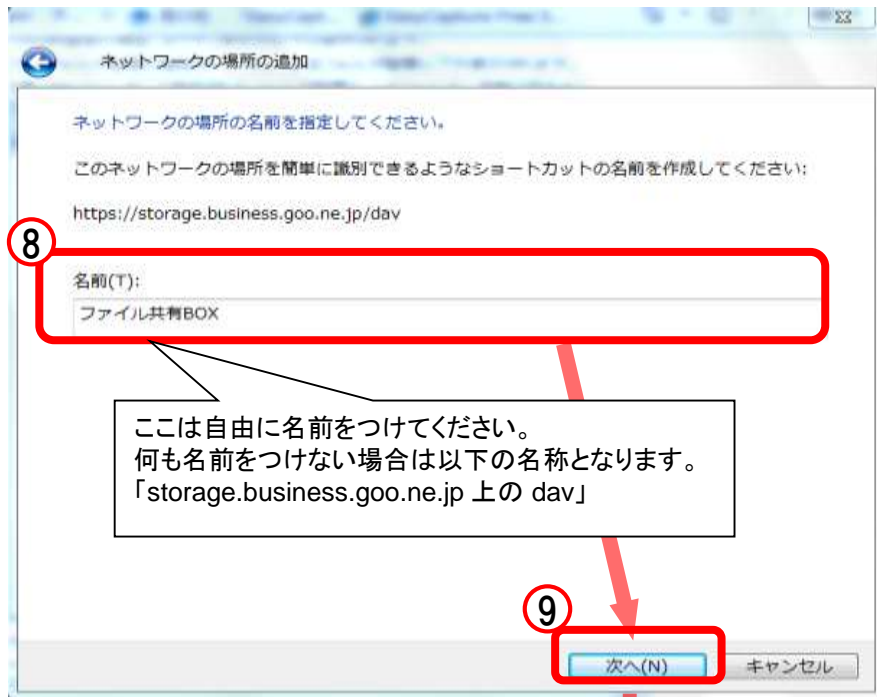 ネットワークの場所の追加
ネットワークの場所の名前を指定してください。
このネットワークの場所を簡単に識別できるようなショートカットの名前を作成してください:
https://storage.business.goo.ne.jp/dav
⑧
名前(T):
ファイル共有BOX
ここは自由に名前をつけてください。
何も名前をつけない場合は以下の名称となります。
「storage.business.goo.ne.jp 上の dav」
⑨
次へ(N)
キャンセル